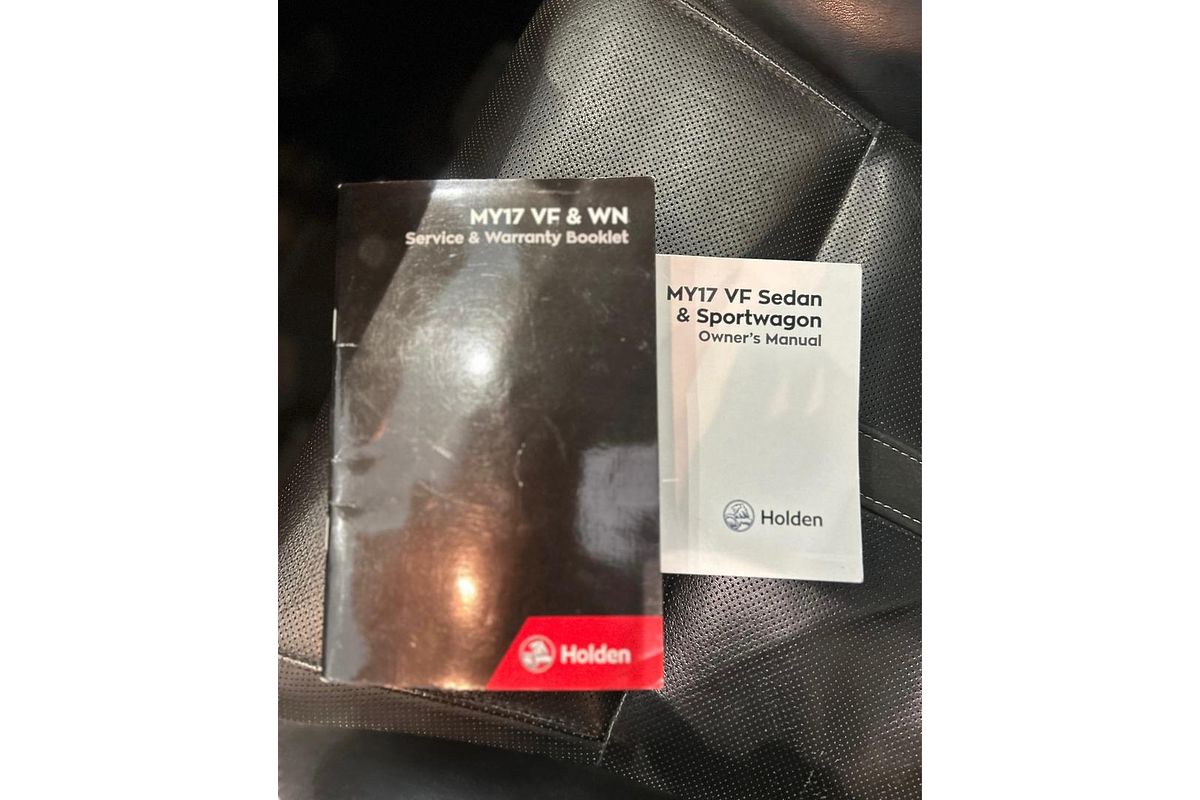 MY17 VF & WN
Service & Warranty Booklet
Holden
MY17 VF Sedan
& Sportwagon
Owner's Manual
Holden